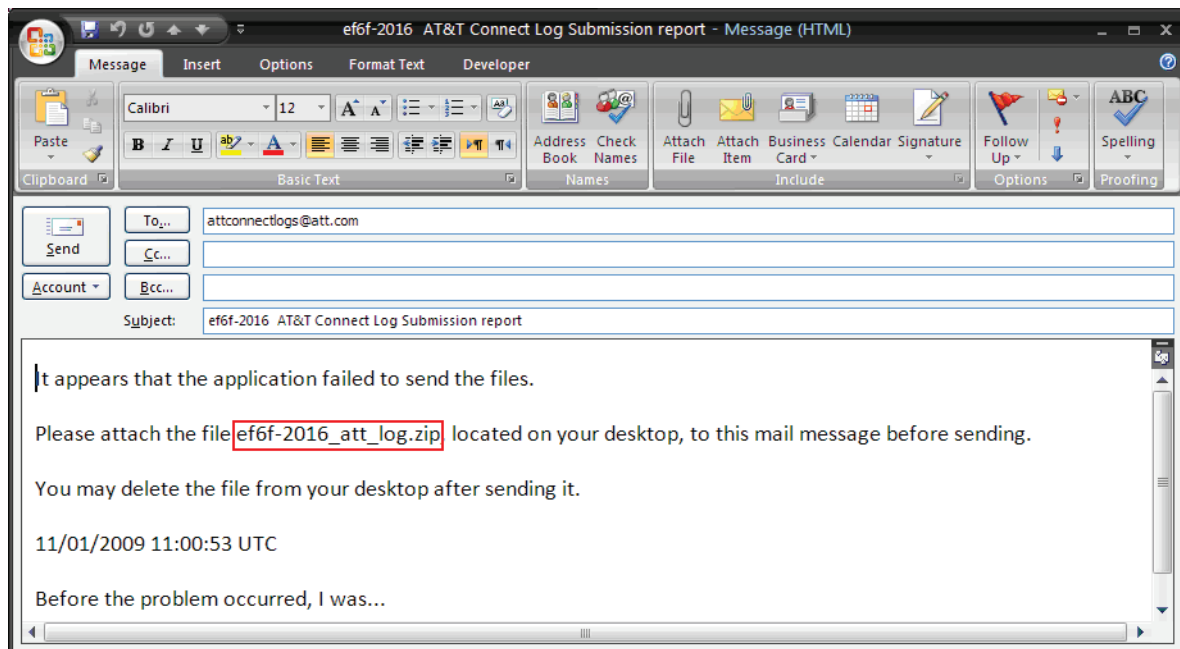 ef6f-2016  AT&T Connect Log Submission report - Message (HTML)
Message Insert Options Format Text Developer
Calibri 12
Paste
B I U
Address Book
Check Names
Attach File
Attach Item
Business Card
Calendar
Signature
Follow Up
ABC
Spelling
Clipboard
Basic Text
Names
Include
Options
Proofing
Send
To...
attconnectlogs@att.com
Cc...
Account
Bcc...
Subject:
ef6f-2016  AT&T Connect Log Submission report
It appears that the application failed to send the files.
Please attach the file ef6f-2016_att_log.zip, located on your desktop, to this mail message before sending.
You may delete the file from your desktop after sending it.
11/01/2009 11:00:53 UTC
Before the problem occurred, I was...